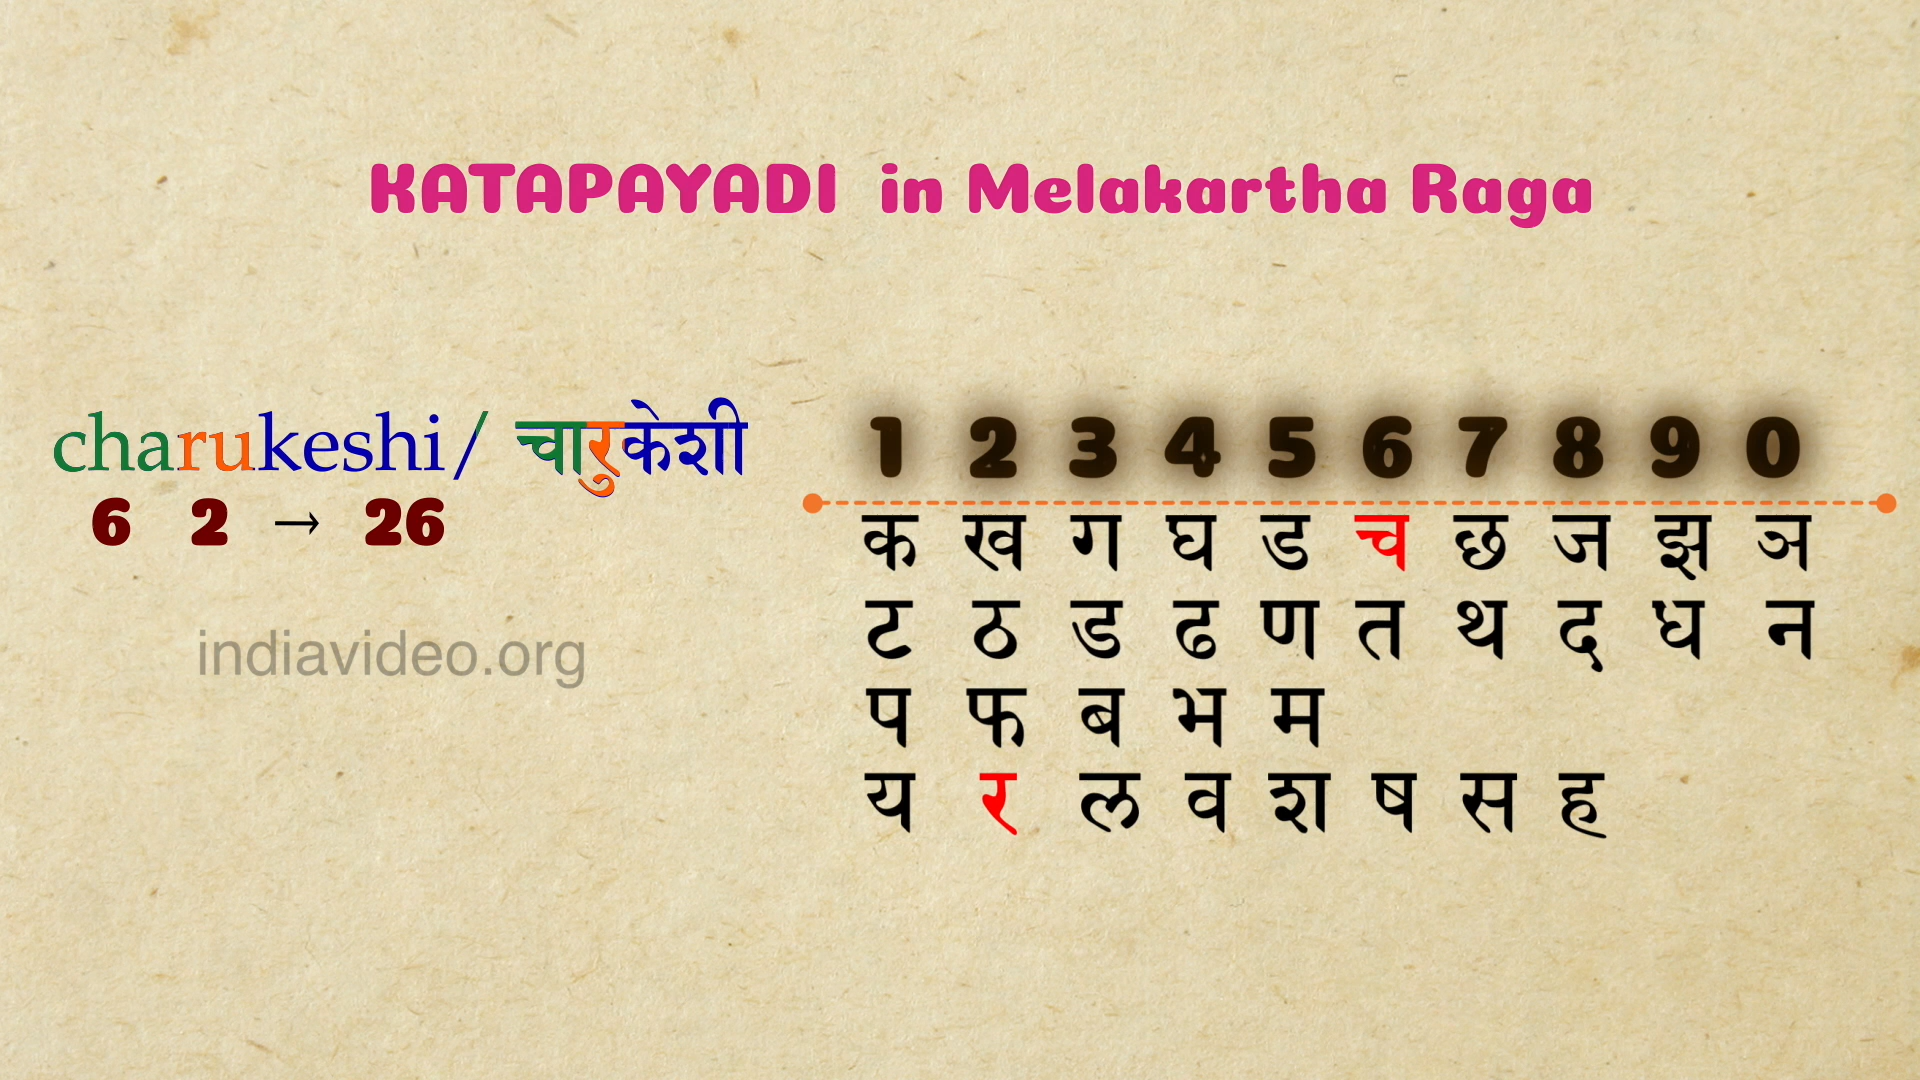 KATAPAYADI in Melakartha Raga
charukeshi/ चारुकेशी
6 2 → 26
indiavideo.org
1 2 3 4 5 6 7 8 9 0
क ख ग घ ड च छ ज झ ञ
ट ठ ड ढ ण त थ द ध न
प फ ब भ म
य र ल व श ष स ह